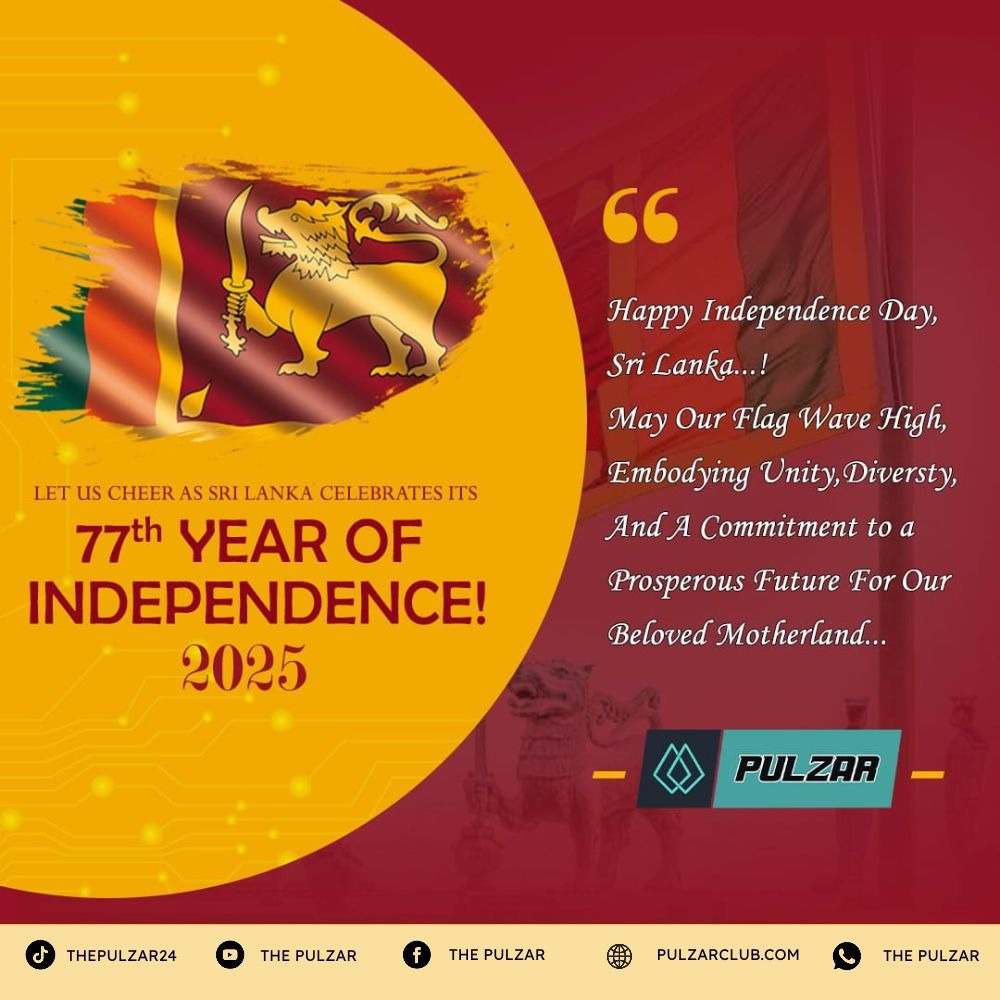 LET US CHEER AS SRI LANKA CELEBRATES ITS
77th YEAR OF
INDEPENDENCE!
2025
“
Happy Independence Day,
Sri Lanka...!
May Our Flag Wave High,
Embodying Unity,Diversty,
And A Commitment to a
Prosperous Future For Our
Beloved Motherland...
PULZAR
THEPULZAR24
THE PULZAR
THE PULZAR
PULZARCLUB.COM
THE PULZAR